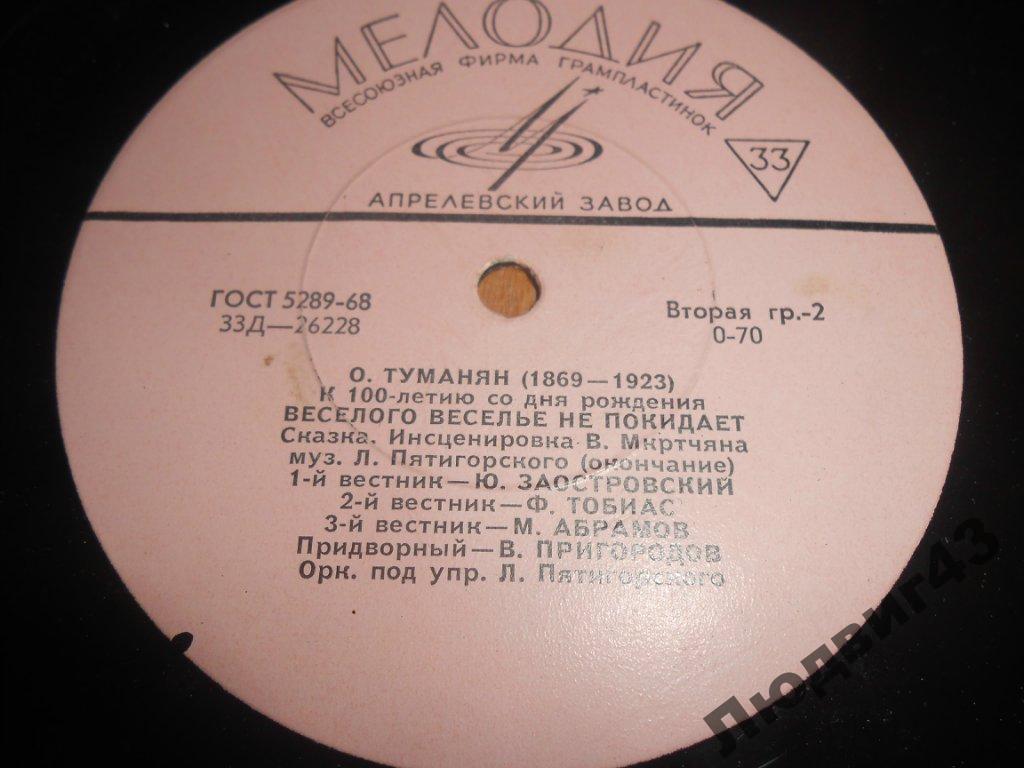 МЕЛОДИЯ
ВСЕСОЮЗНАЯ ФИРМА ГРАМПЛАСТИНОК
33
АПРЕЛЕВСКИЙ ЗАВОД
ГОСТ 5289-68
33Д—26228
Вторая гр.-2
0-70
О. ТУМАНЯН (1869—1923)
К 100-летию со дня рождения
ВЕСЕЛОГО ВЕСЕЛЬЕ НЕ ПОКИДАЕТ
Сказка. Инсценировка В. Мкртчяна
муз. Л. Пятигорского (окончание)
1-й вестник—Ю. ЗАОСТРОВСКИЙ
2-й вестник—Ф. ТОБИАС
3-й вестник—М. АБРАМОВ
Придворный—В. ПРИГОРОДОВ
Орк. под упр. Л. Пятигорского
Людвиг43